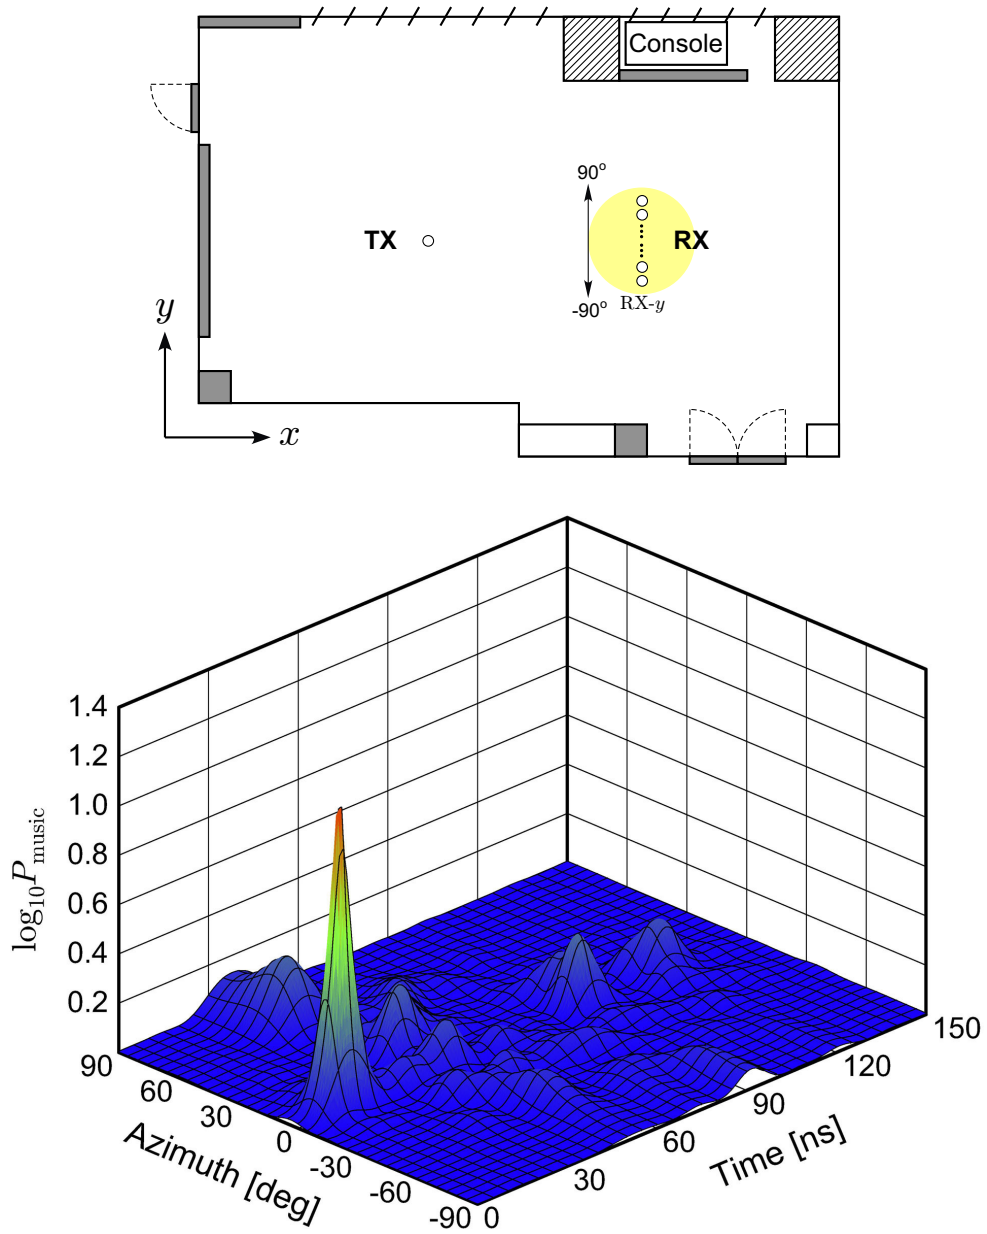 Console
90°
TX
RX
-90°
RX-y
y
x
1.4
1.2
1.0
0.8
0.6
0.4
0.2
log₁₀Pmusic
90
60
30
0
-30
-60
-90
Azimuth [deg]
0
30
60
90
120
150
Time [ns]